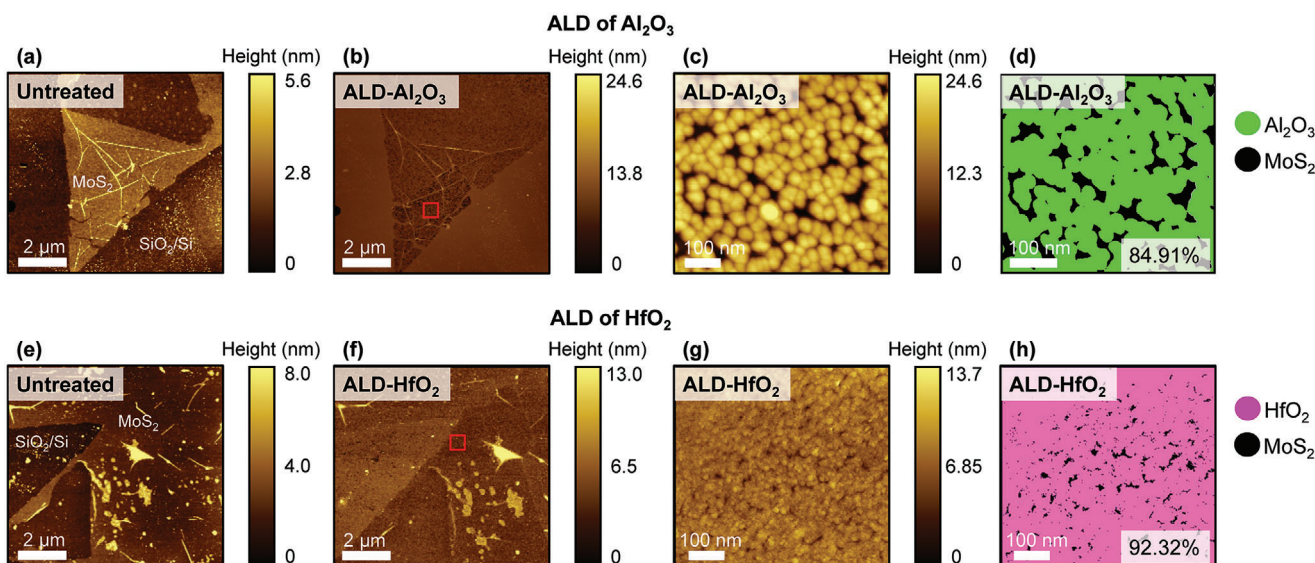 ALD of Al₂O₃
(a) Height (nm) (b) Height (nm) (c) Height (nm) (d)
Untreated 5.6 ALD-Al₂O₃ 24.6 ALD-Al₂O₃ 24.6 ALD-Al₂O₃
Al₂O₃
MoS₂ 2.8 13.8 12.3 MoS₂
SiO₂/Si
2 µm 0 2 µm 0 100 nm 0 100 nm 84.91%
ALD of HfO₂
(e) Height (nm) (f) Height (nm) (g) Height (nm) (h)
Untreated 8.0 ALD-HfO₂ 13.0 ALD-HfO₂ 13.7 ALD-HfO₂
MoS₂ HfO₂
SiO₂/Si 4.0 6.5 6.85 MoS₂
2 µm 0 2 µm 0 100 nm 0 100 nm 92.32%